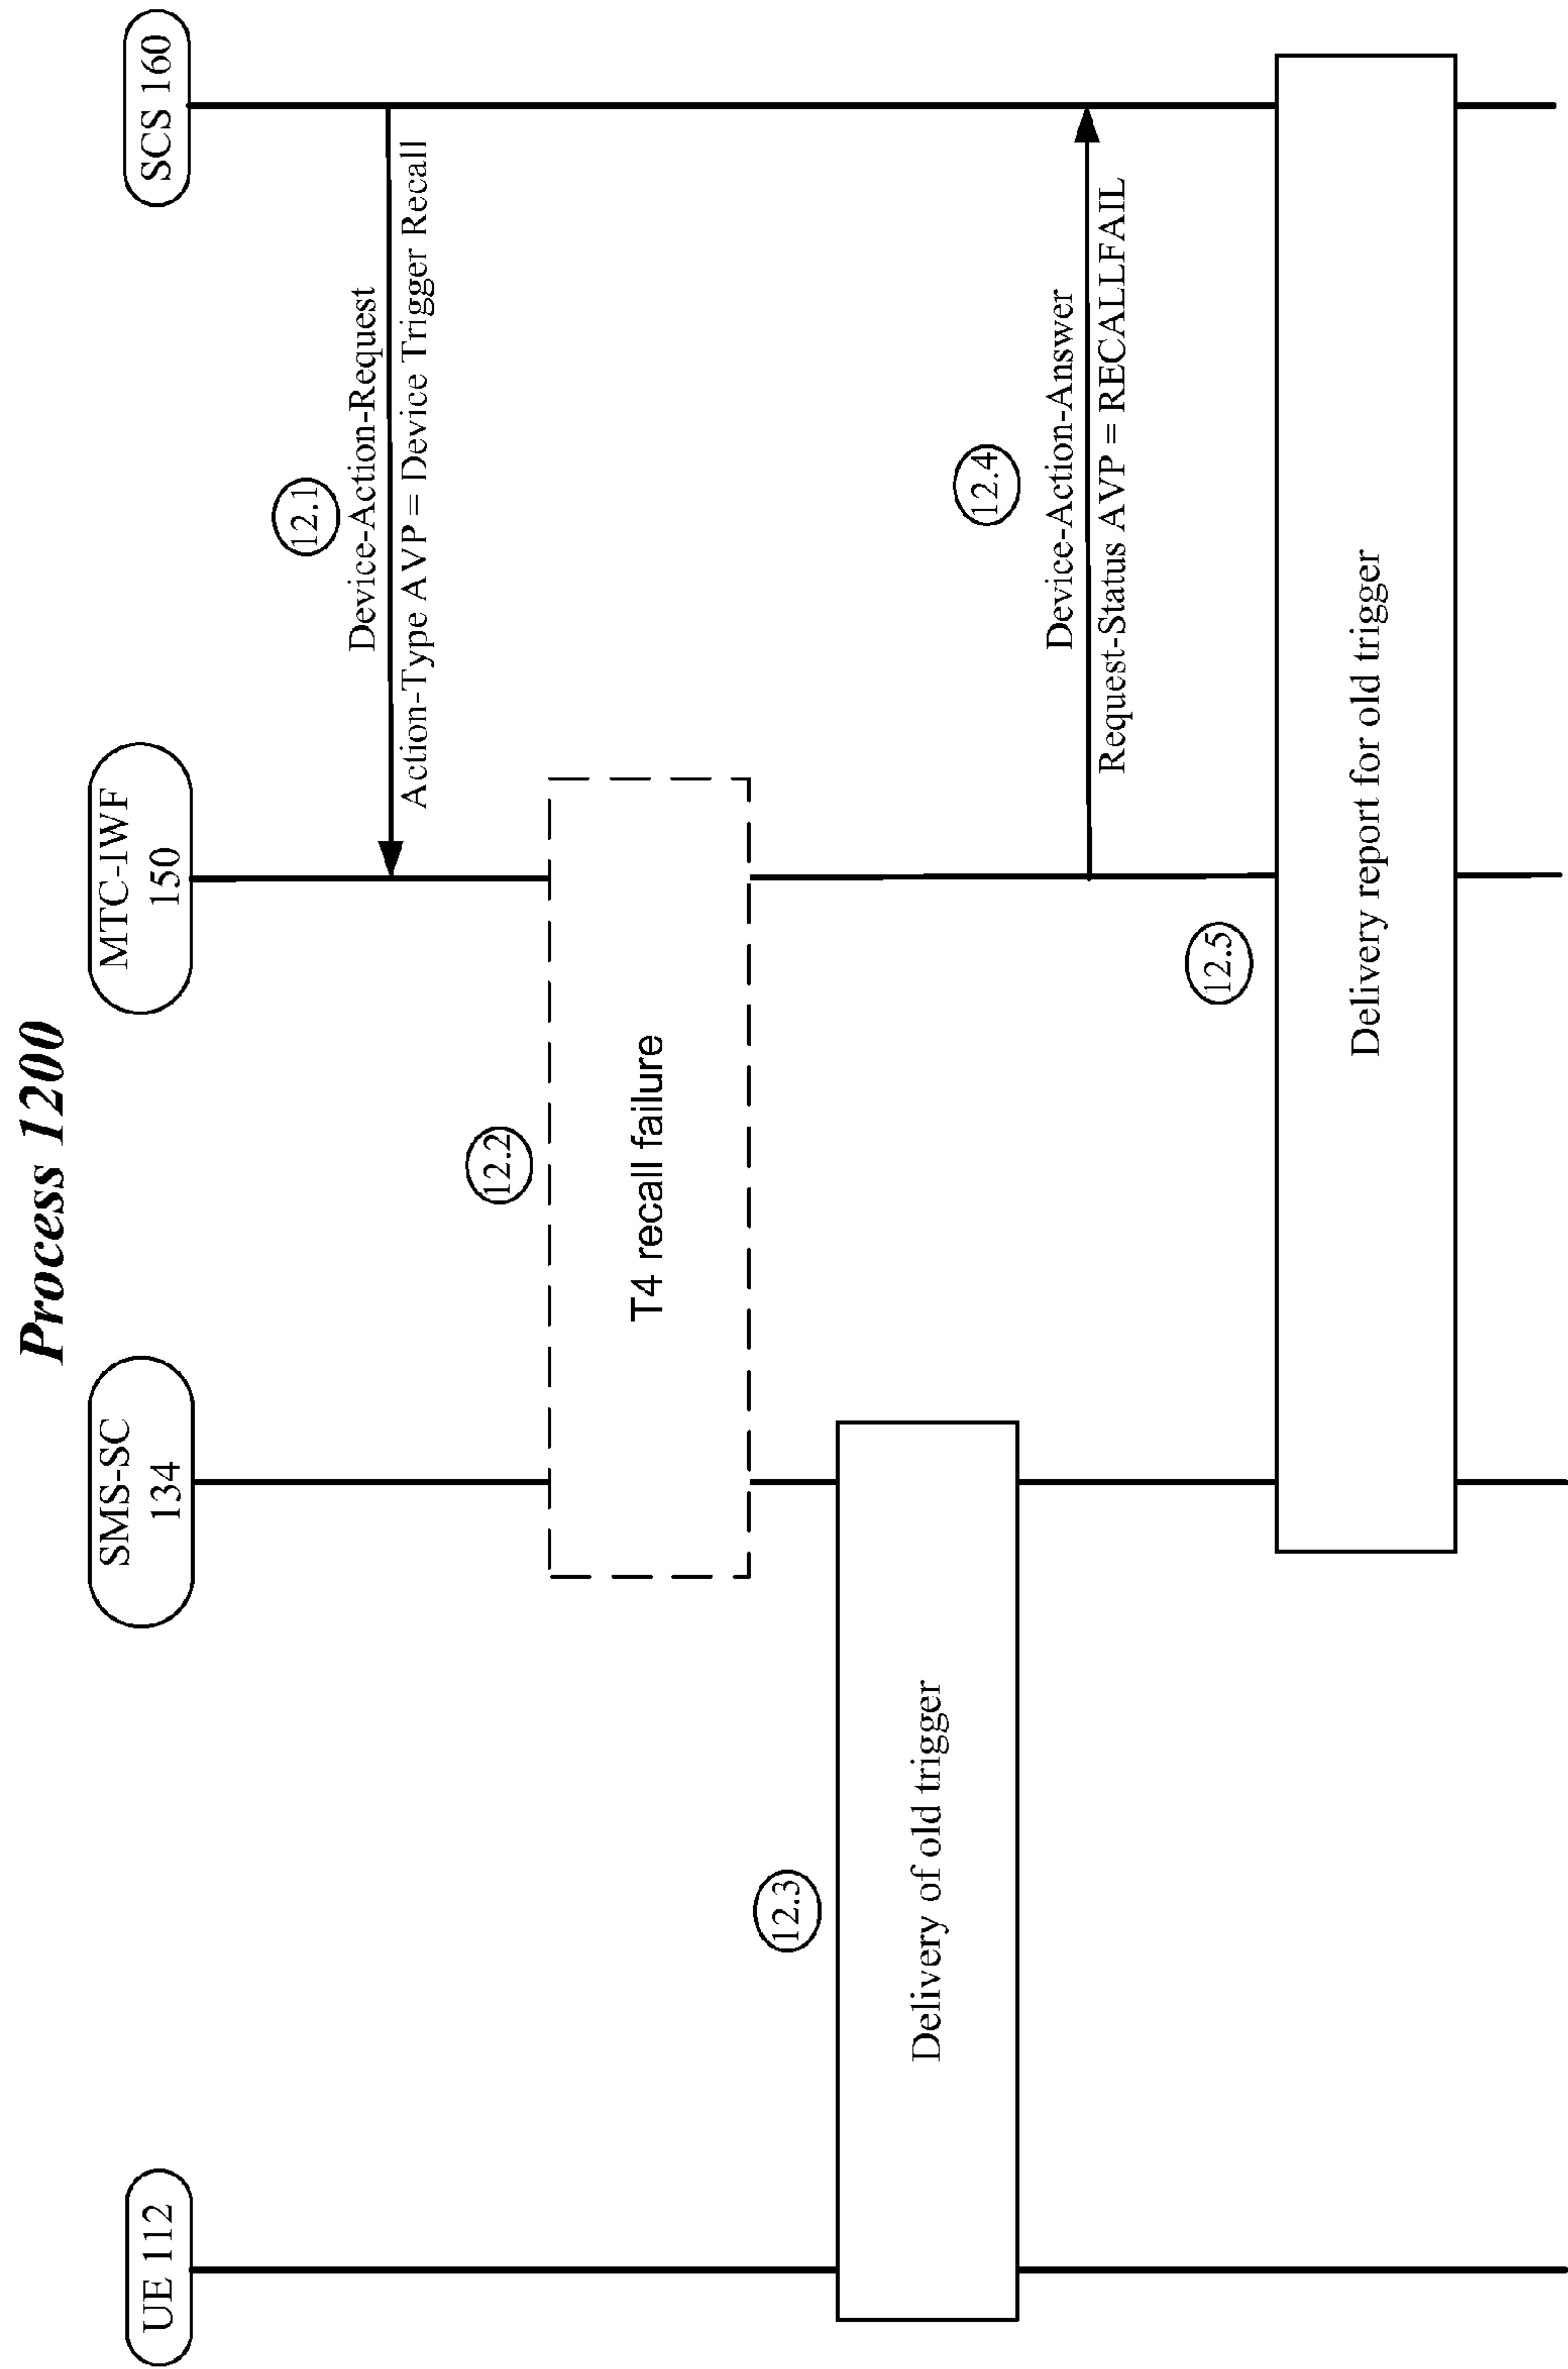 Process 1200
UE 112
SMS-SC
134
MTC-IWF
150
SCS 160
12.1
Device-Action-Request
Action-Type AVP = Device Trigger Recall
12.2
T4 recall failure
12.3
Delivery of old trigger
12.4
Device-Action-Answer
Request-Status AVP = RECALLFAIL
12.5
Delivery report for old trigger